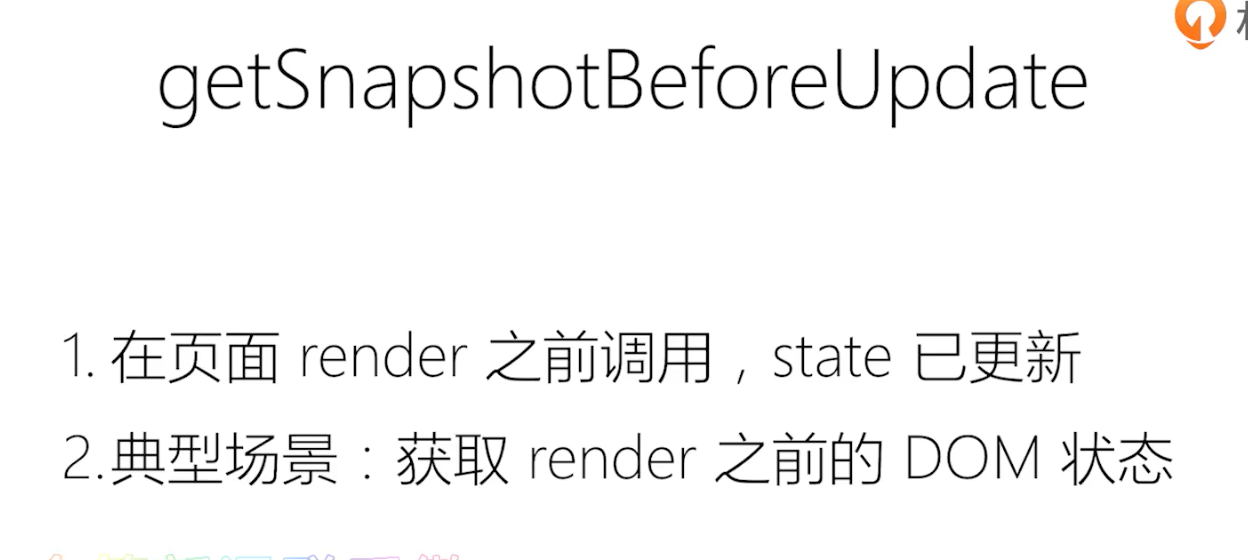 getSnapshotBeforeUpdate
1. 在页面 render 之前调用，state 已更新
2.典型场景：获取 render 之前的 DOM 状态